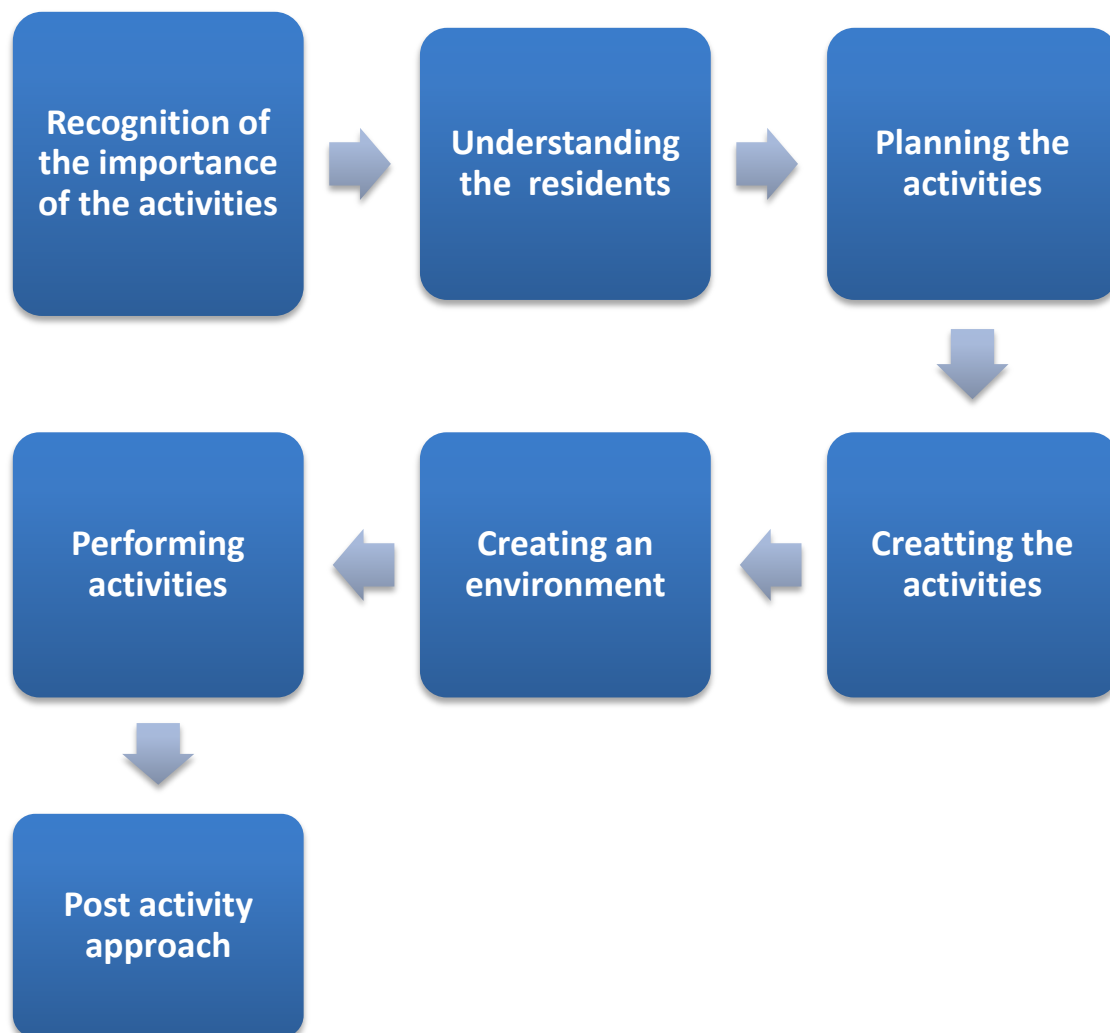 Recognition of
the importance
of the activities
Understanding
the residents
Planning the
activities
Creatting the
activities
Creating an
environment
Performing
activities
Post activity
approach